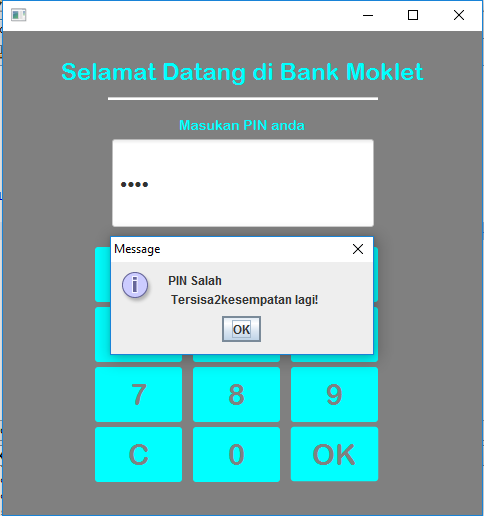 Selamat Datang di Bank Moklet
Masukan PIN anda
••••
Message
PIN Salah
Tersisa2kesempatan lagi!
OK
7 8 9
C 0 OK